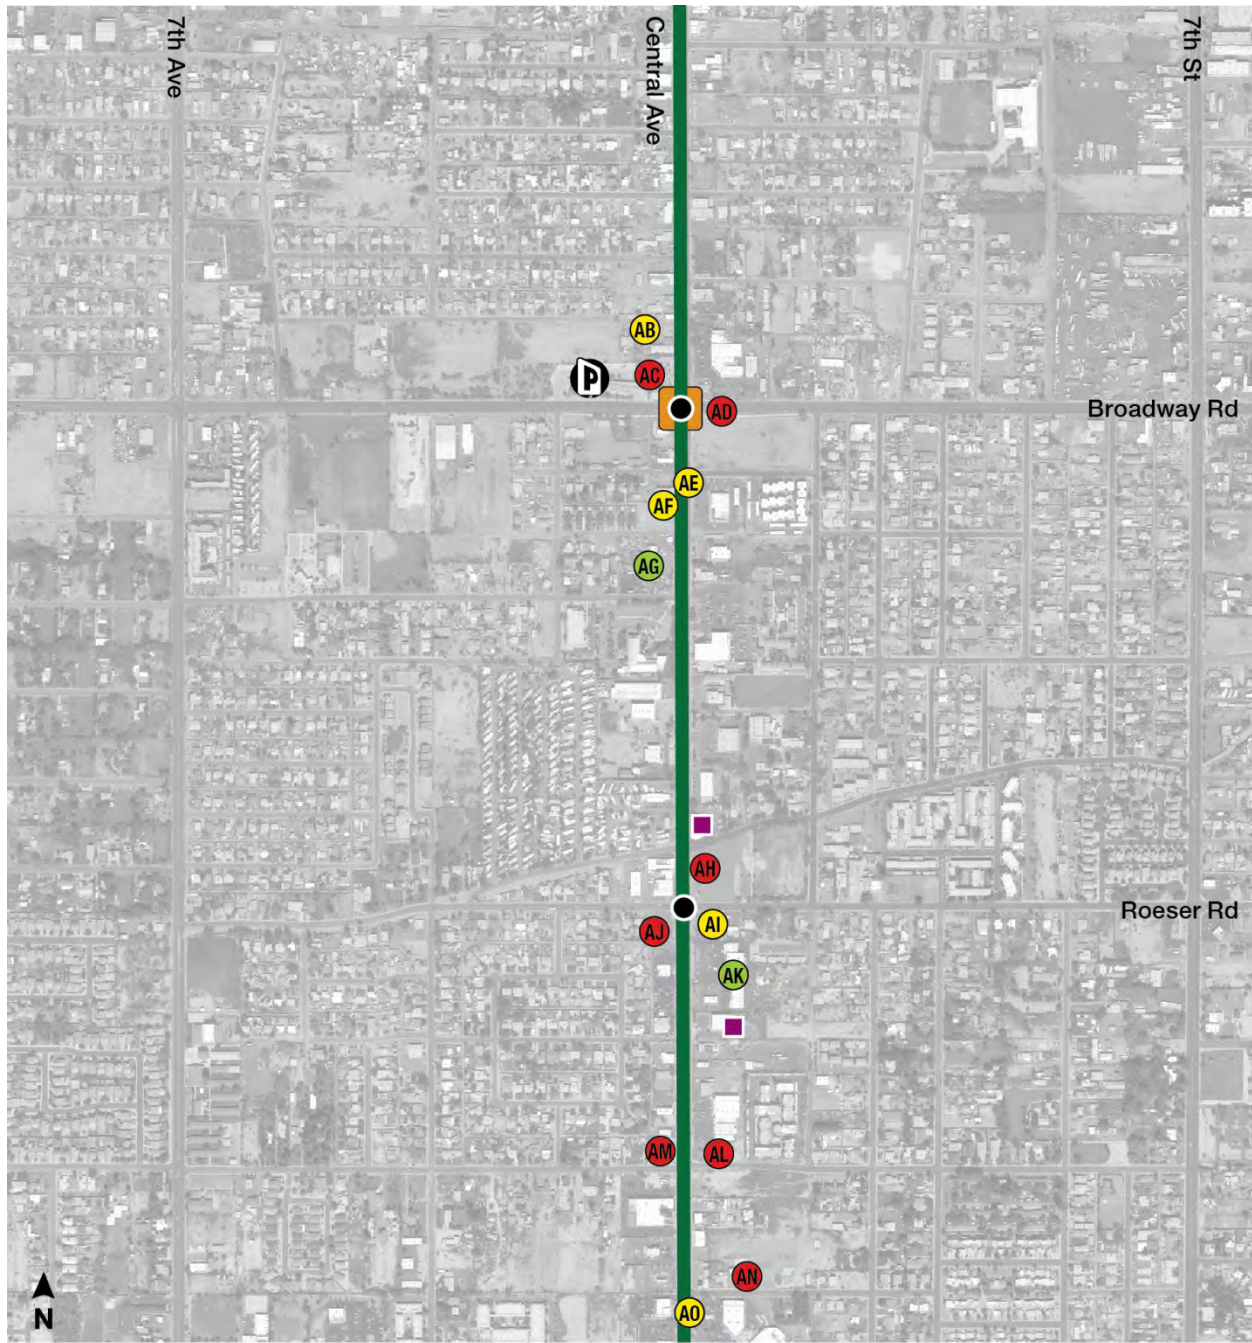 7th Ave
Central Ave
7th St
AB
P
AC
AD
Broadway Rd
AE
AF
AG
AH
Roeser Rd
AI
AJ
AK
AM
AL
AN
AO
N